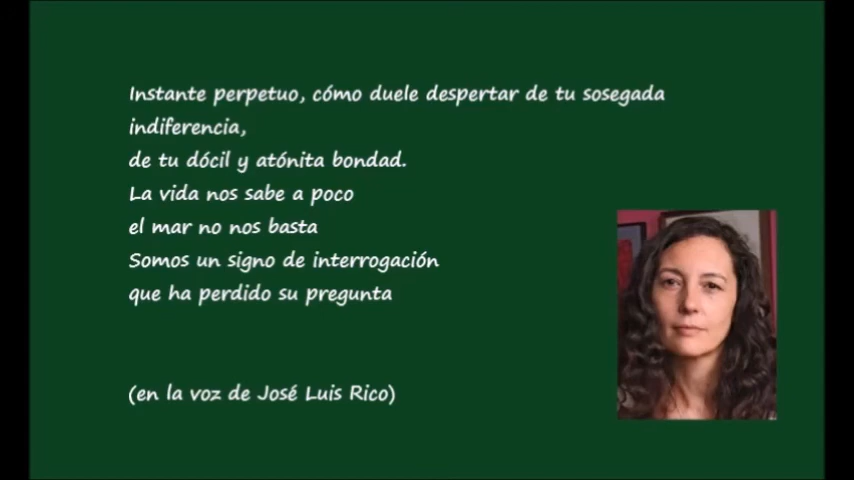 Instante perpetuo, cómo duele despertar de tu sosegada
indiferencia,
de tu dócil y atónita bondad.
La vida nos sabe a poco
el mar no nos basta
Somos un signo de interrogación
que ha perdido su pregunta
(en la voz de José Luis Rico)